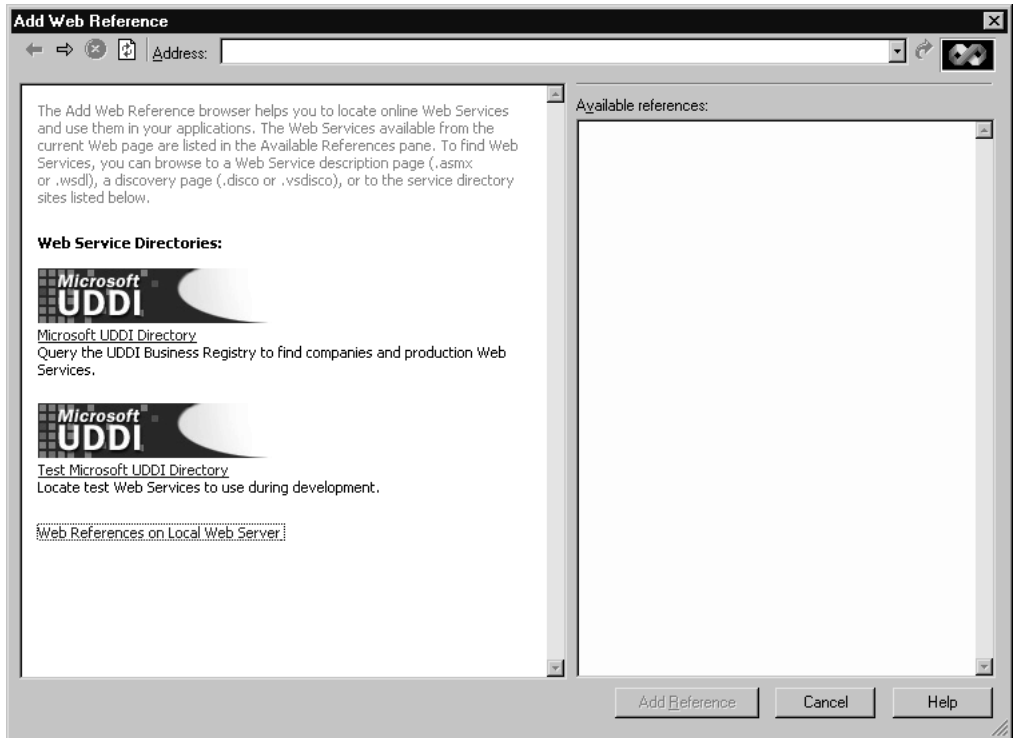 Add Web Reference
Address:
The Add Web Reference browser helps you to locate online Web Services
and use them in your applications. The Web Services available from the
current Web page are listed in the Available References pane. To find Web
Services, you can browse to a Web Service description page (.asmx
or .wsdl), a discovery page (.disco or .vsdisco), or to the service directory
sites listed below.
Web Service Directories:
Microsoft
UDDI
Microsoft UDDI Directory
Query the UDDI Business Registry to find companies and production Web
Services.
Microsoft
UDDI
Test Microsoft UDDI Directory
Locate test Web Services to use during development.
Web References on Local Web Server
Available references:
Add Reference
Cancel
Help